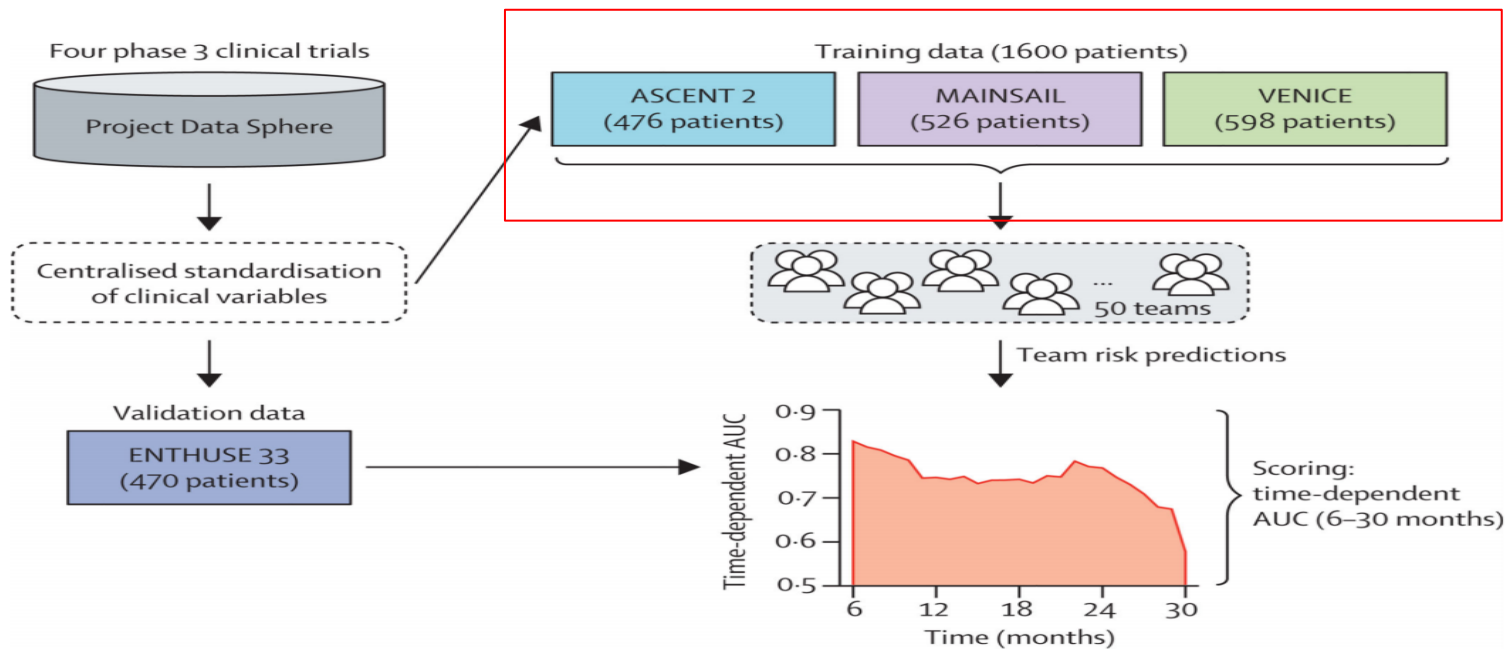 Four phase 3 clinical trials
Project Data Sphere
Centralised standardisation
of clinical variables
Validation data
ENTHUSE 33
(470 patients)
Training data (1600 patients)
ASCENT 2
(476 patients)
MAINSAIL
(526 patients)
VENICE
(598 patients)
...
50 teams
Team risk predictions
Time-dependent AUC
0·9
0·8
0·7
0·6
0·5
6 12 18 24 30
Time (months)
Scoring:
time-dependent
AUC (6–30 months)